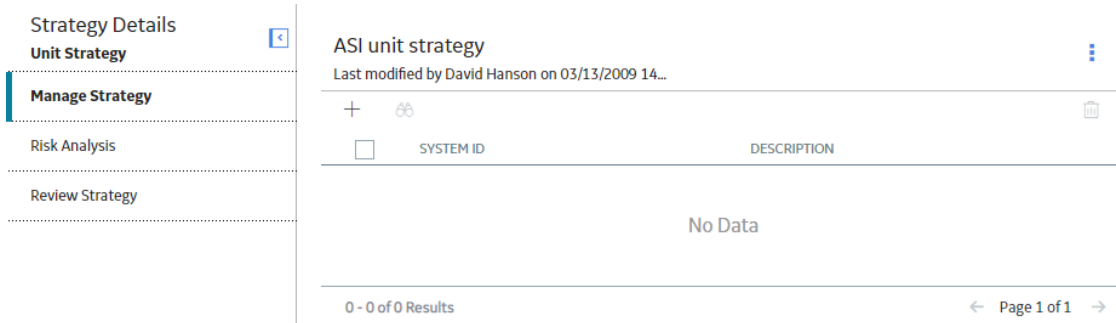 Strategy Details
Unit Strategy
Manage Strategy
Risk Analysis
Review Strategy
ASI unit strategy
Last modified by David Hanson on 03/13/2009 14...
SYSTEM ID DESCRIPTION
No Data
0 - 0 of 0 Results
Page 1 of 1